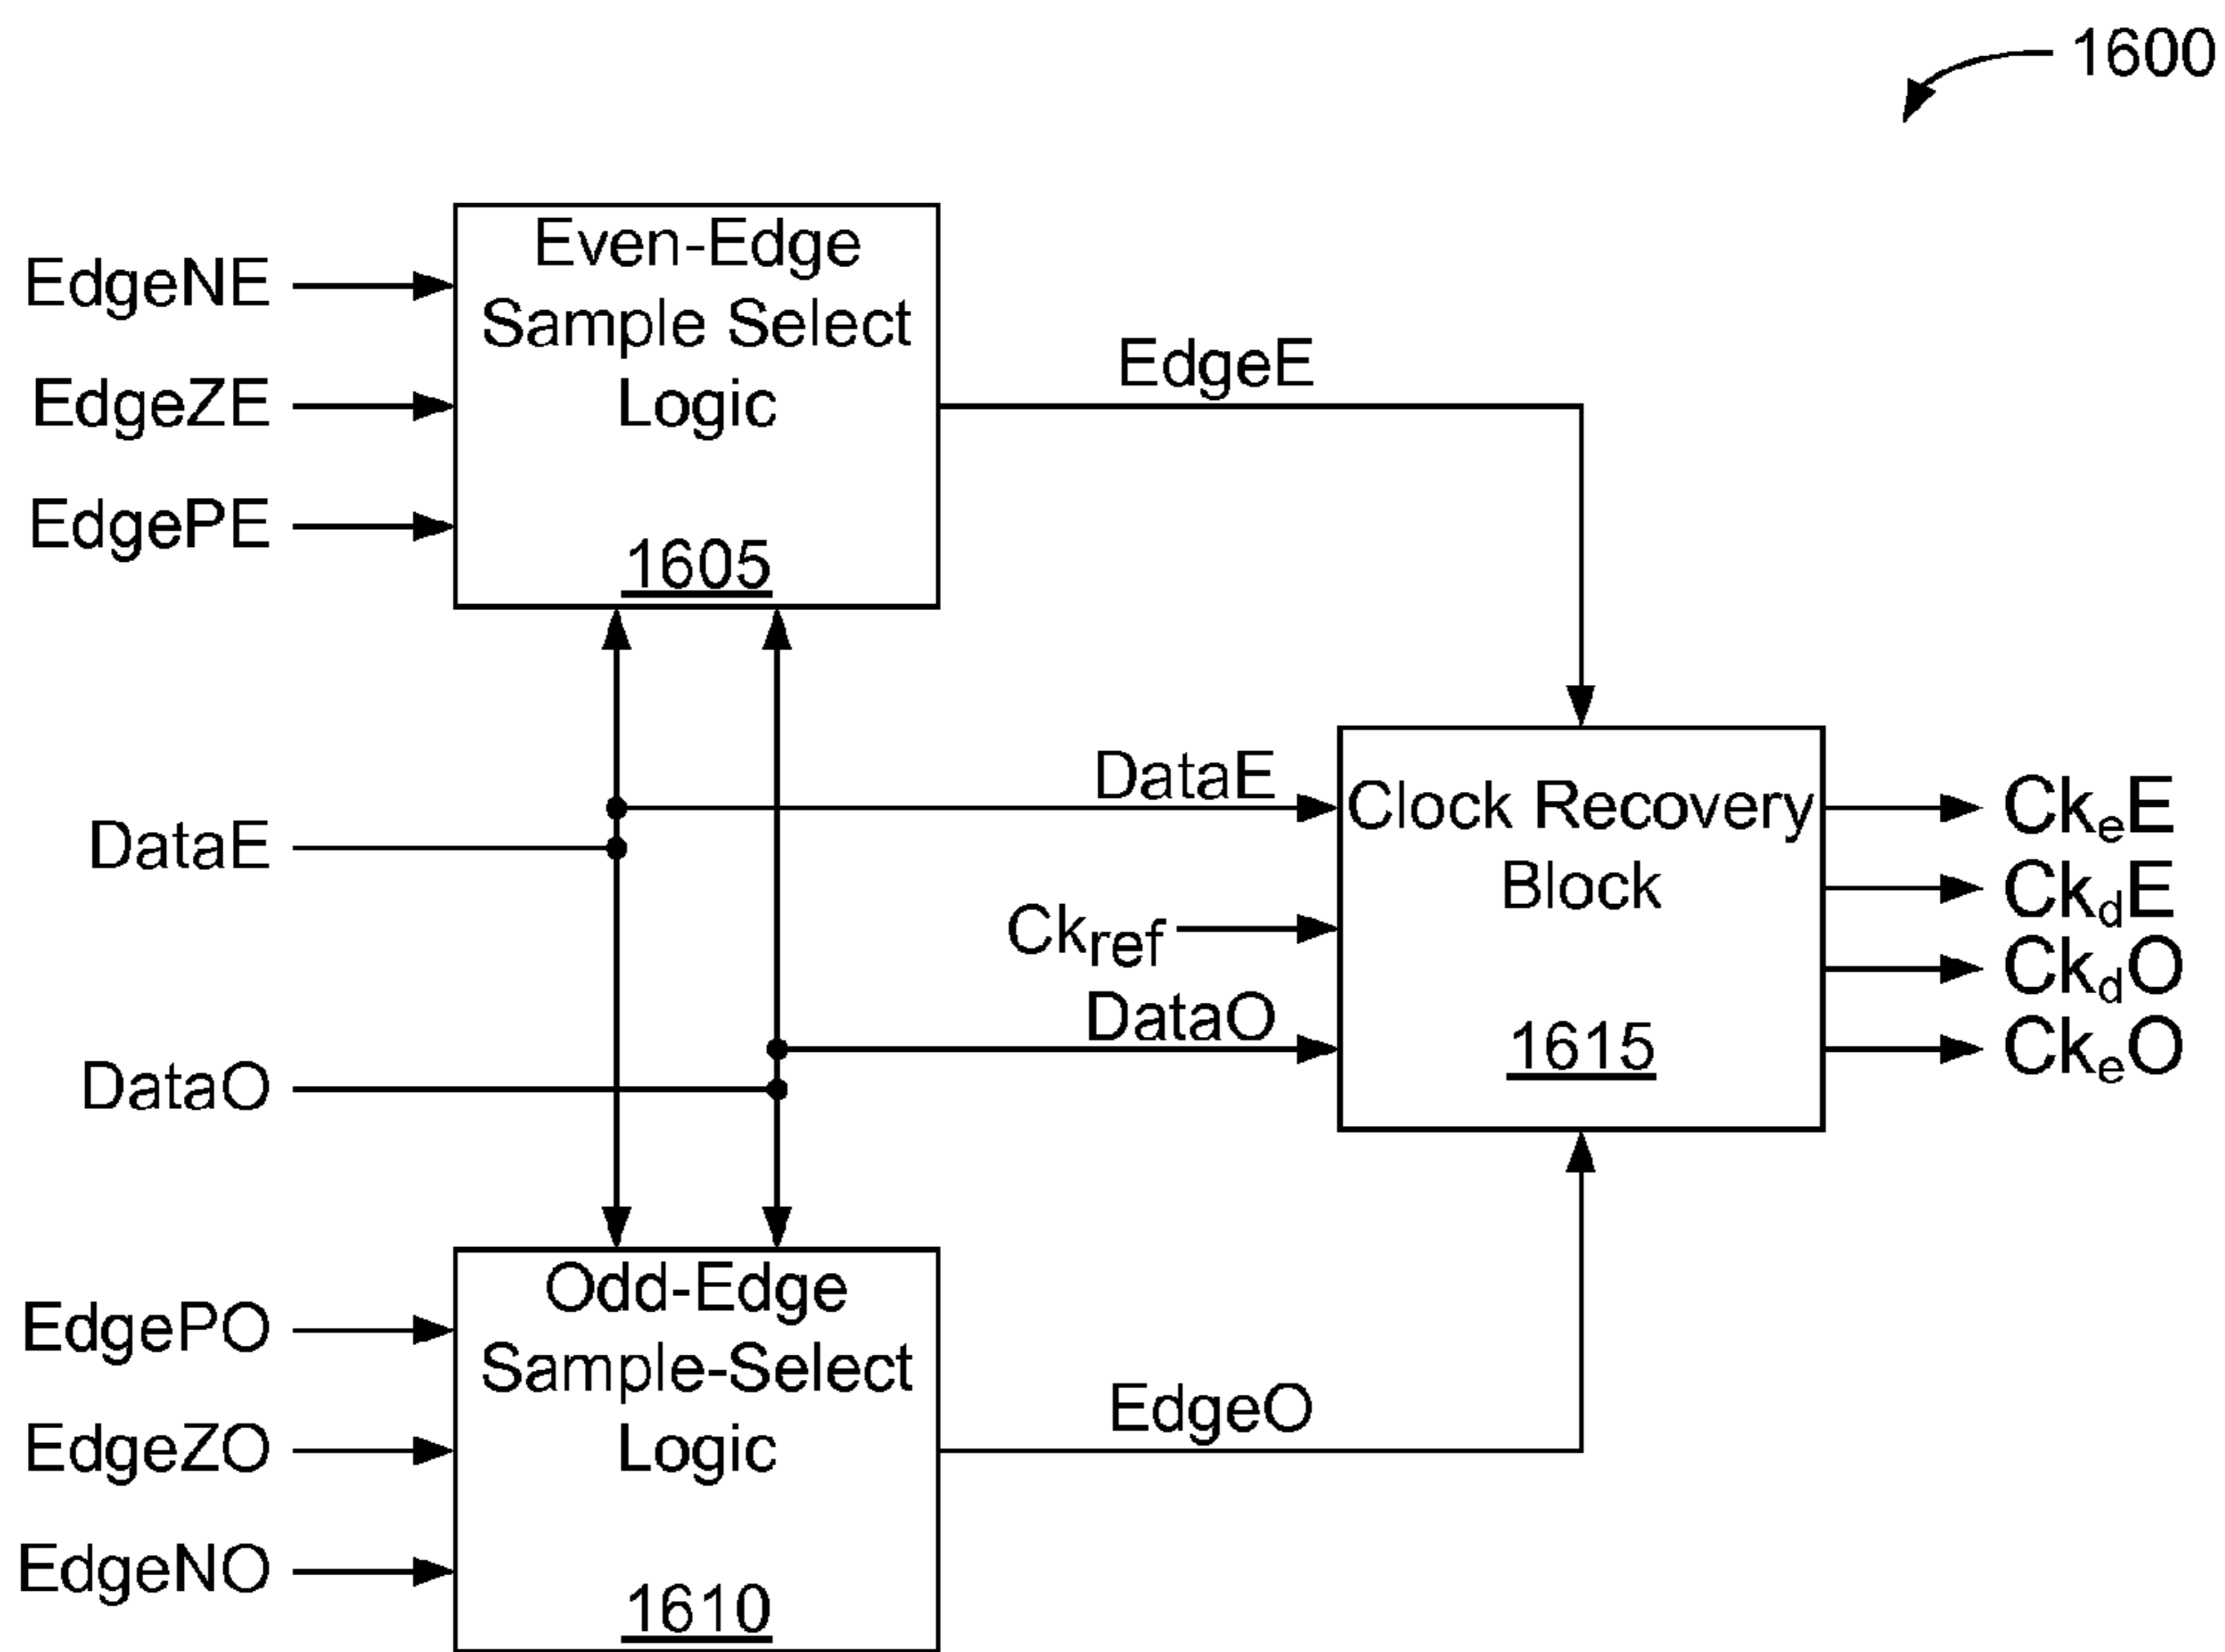 1600
Even-Edge
Sample Select
Logic
1605
EdgeNE
EdgeZE
EdgePE
EdgeE
DataE
DataE
Ckref
DataO
DataO
Clock Recovery
Block
1615
CkeE
CkdE
CkdO
CkeO
Odd-Edge
Sample-Select
Logic
1610
EdgePO
EdgeZO
EdgeNO
EdgeO